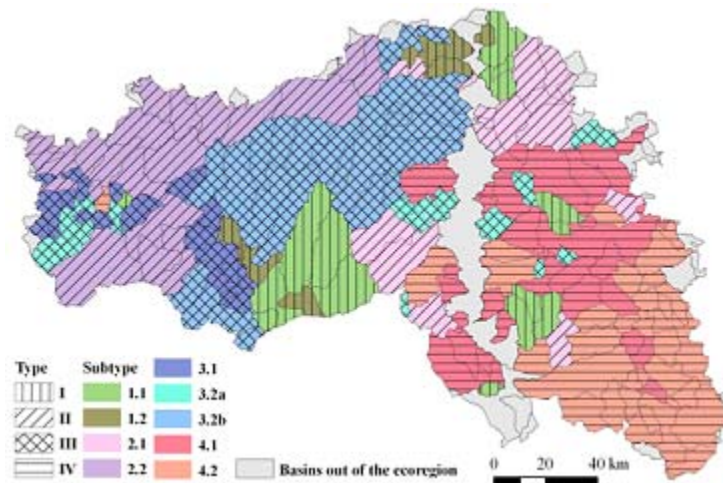 Type Subtype 3.1
I 1.1 3.2a
II 1.2 3.2b
III 2.1 4.1
IV 2.2 4.2 Basins out of the ecoregion
0 20 40 km